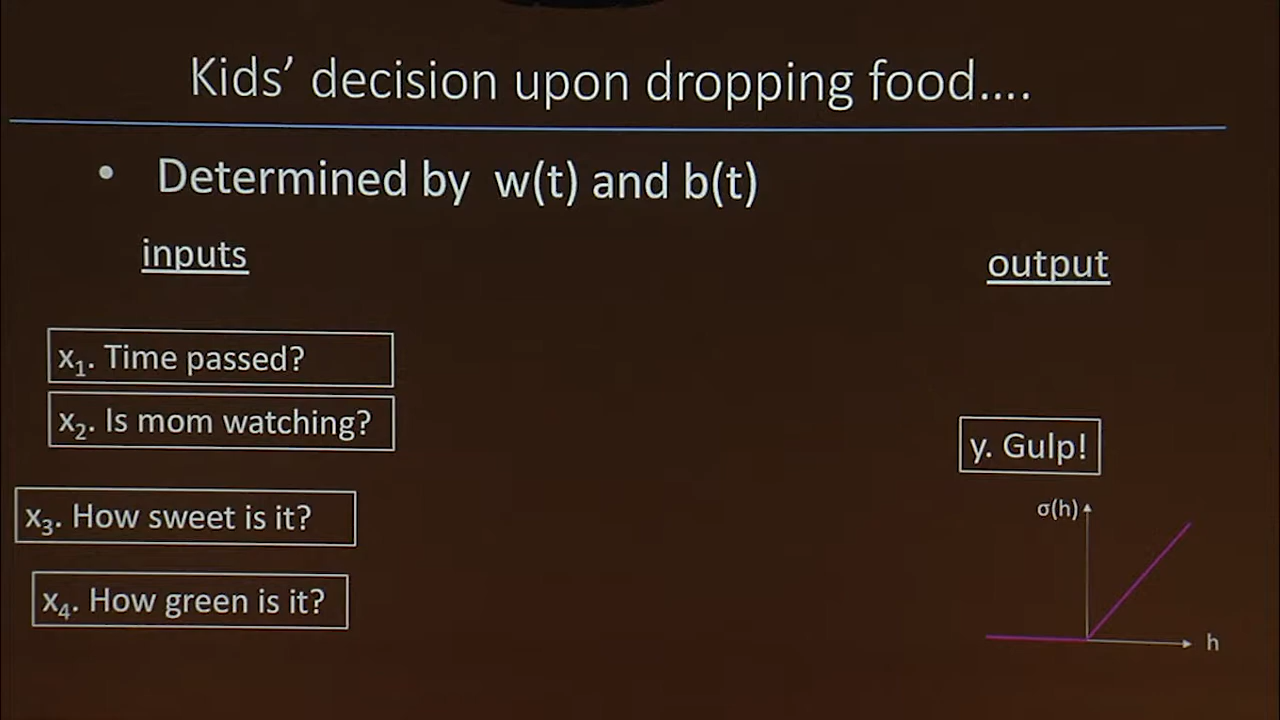 Kids’ decision upon dropping food....
• Determined by w(t) and b(t)
inputs
output
x₁. Time passed?
x₂. Is mom watching?
y. Gulp!
x₃. How sweet is it?
σ(h)
x₄. How green is it?
h